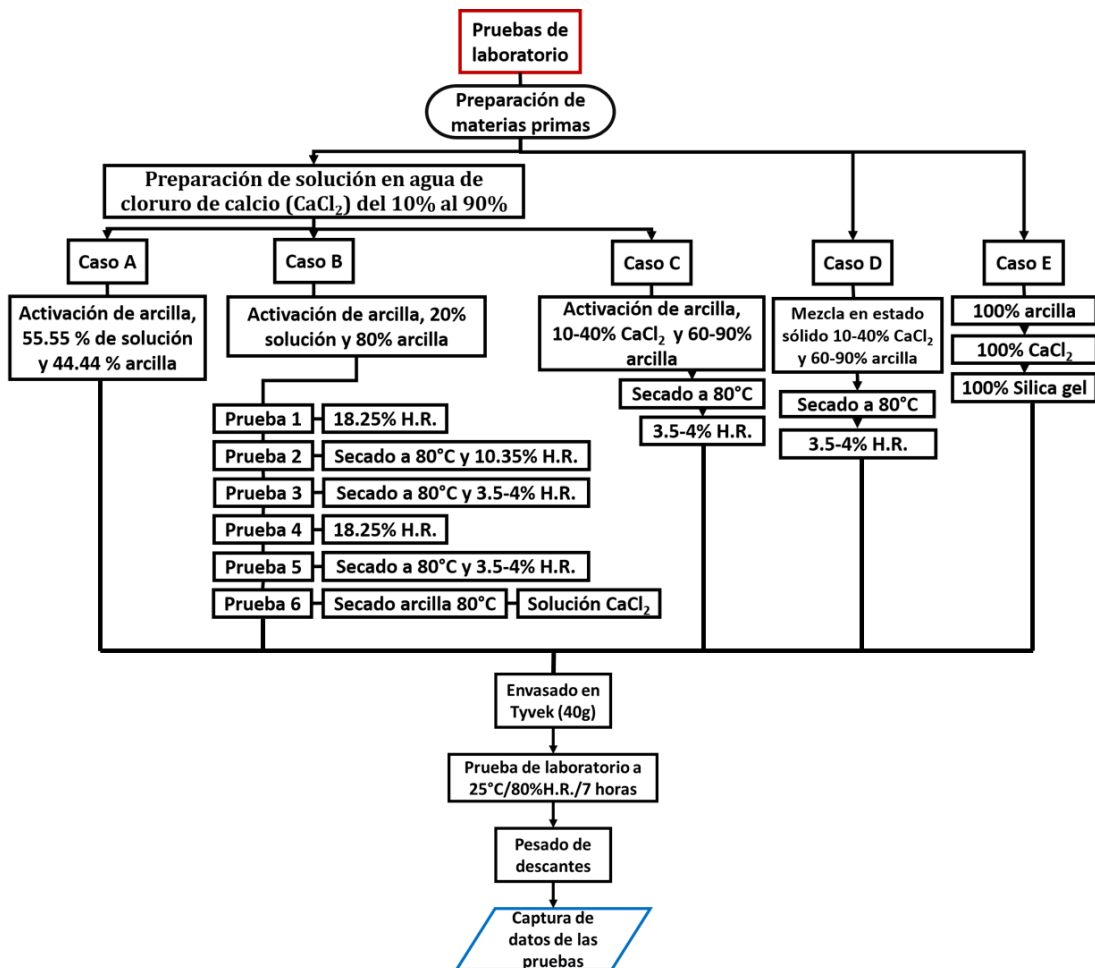 Pruebas de
laboratorio
Preparación de
materias primas
Preparación de solución en agua de
cloruro de calcio (CaCl₂) del 10% al 90%
Caso A
Caso B
Caso C
Caso D
Caso E
Activación de arcilla,
55.55 % de solución
y 44.44 % arcilla
Activación de arcilla, 20%
solución y 80% arcilla
Prueba 1
18.25% H.R.
Prueba 2
Secado a 80°C y 10.35% H.R.
Prueba 3
Secado a 80°C y 3.5-4% H.R.
Prueba 4
18.25% H.R.
Prueba 5
Secado a 80°C y 3.5-4% H.R.
Prueba 6
Secado arcilla 80°C
Solución CaCl₂
Activación de arcilla,
10-40% CaCl₂ y 60-90%
arcilla
Secado a 80°C
3.5-4% H.R.
Mezcla en estado
sólido 10-40% CaCl₂
y 60-90% arcilla
Secado a 80°C
3.5-4% H.R.
100% arcilla
100% CaCl₂
100% Silica gel
Envasado en
Tyvek (40g)
Prueba de laboratorio a
25°C/80%H.R./7 horas
Pesado de
descantes
Captura de
datos de las
pruebas